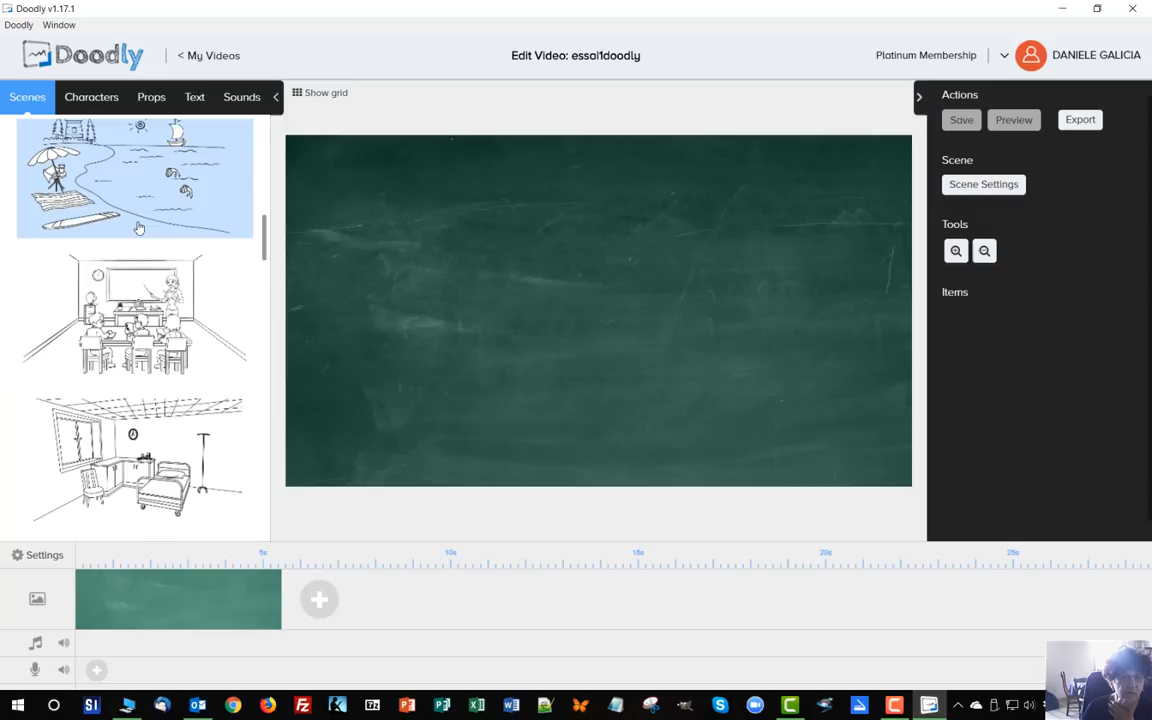 Doodly v1.17.1
Doodly Window
Doodly < My Videos Edit Video: essai1doodly Platinum Membership DANIELE GALICIA
Scenes Characters Props Text Sounds
Show grid
Actions
Save Preview Export
Scene
Scene Settings
Tools
Items
Settings 5s 10s 15s 20s 25s